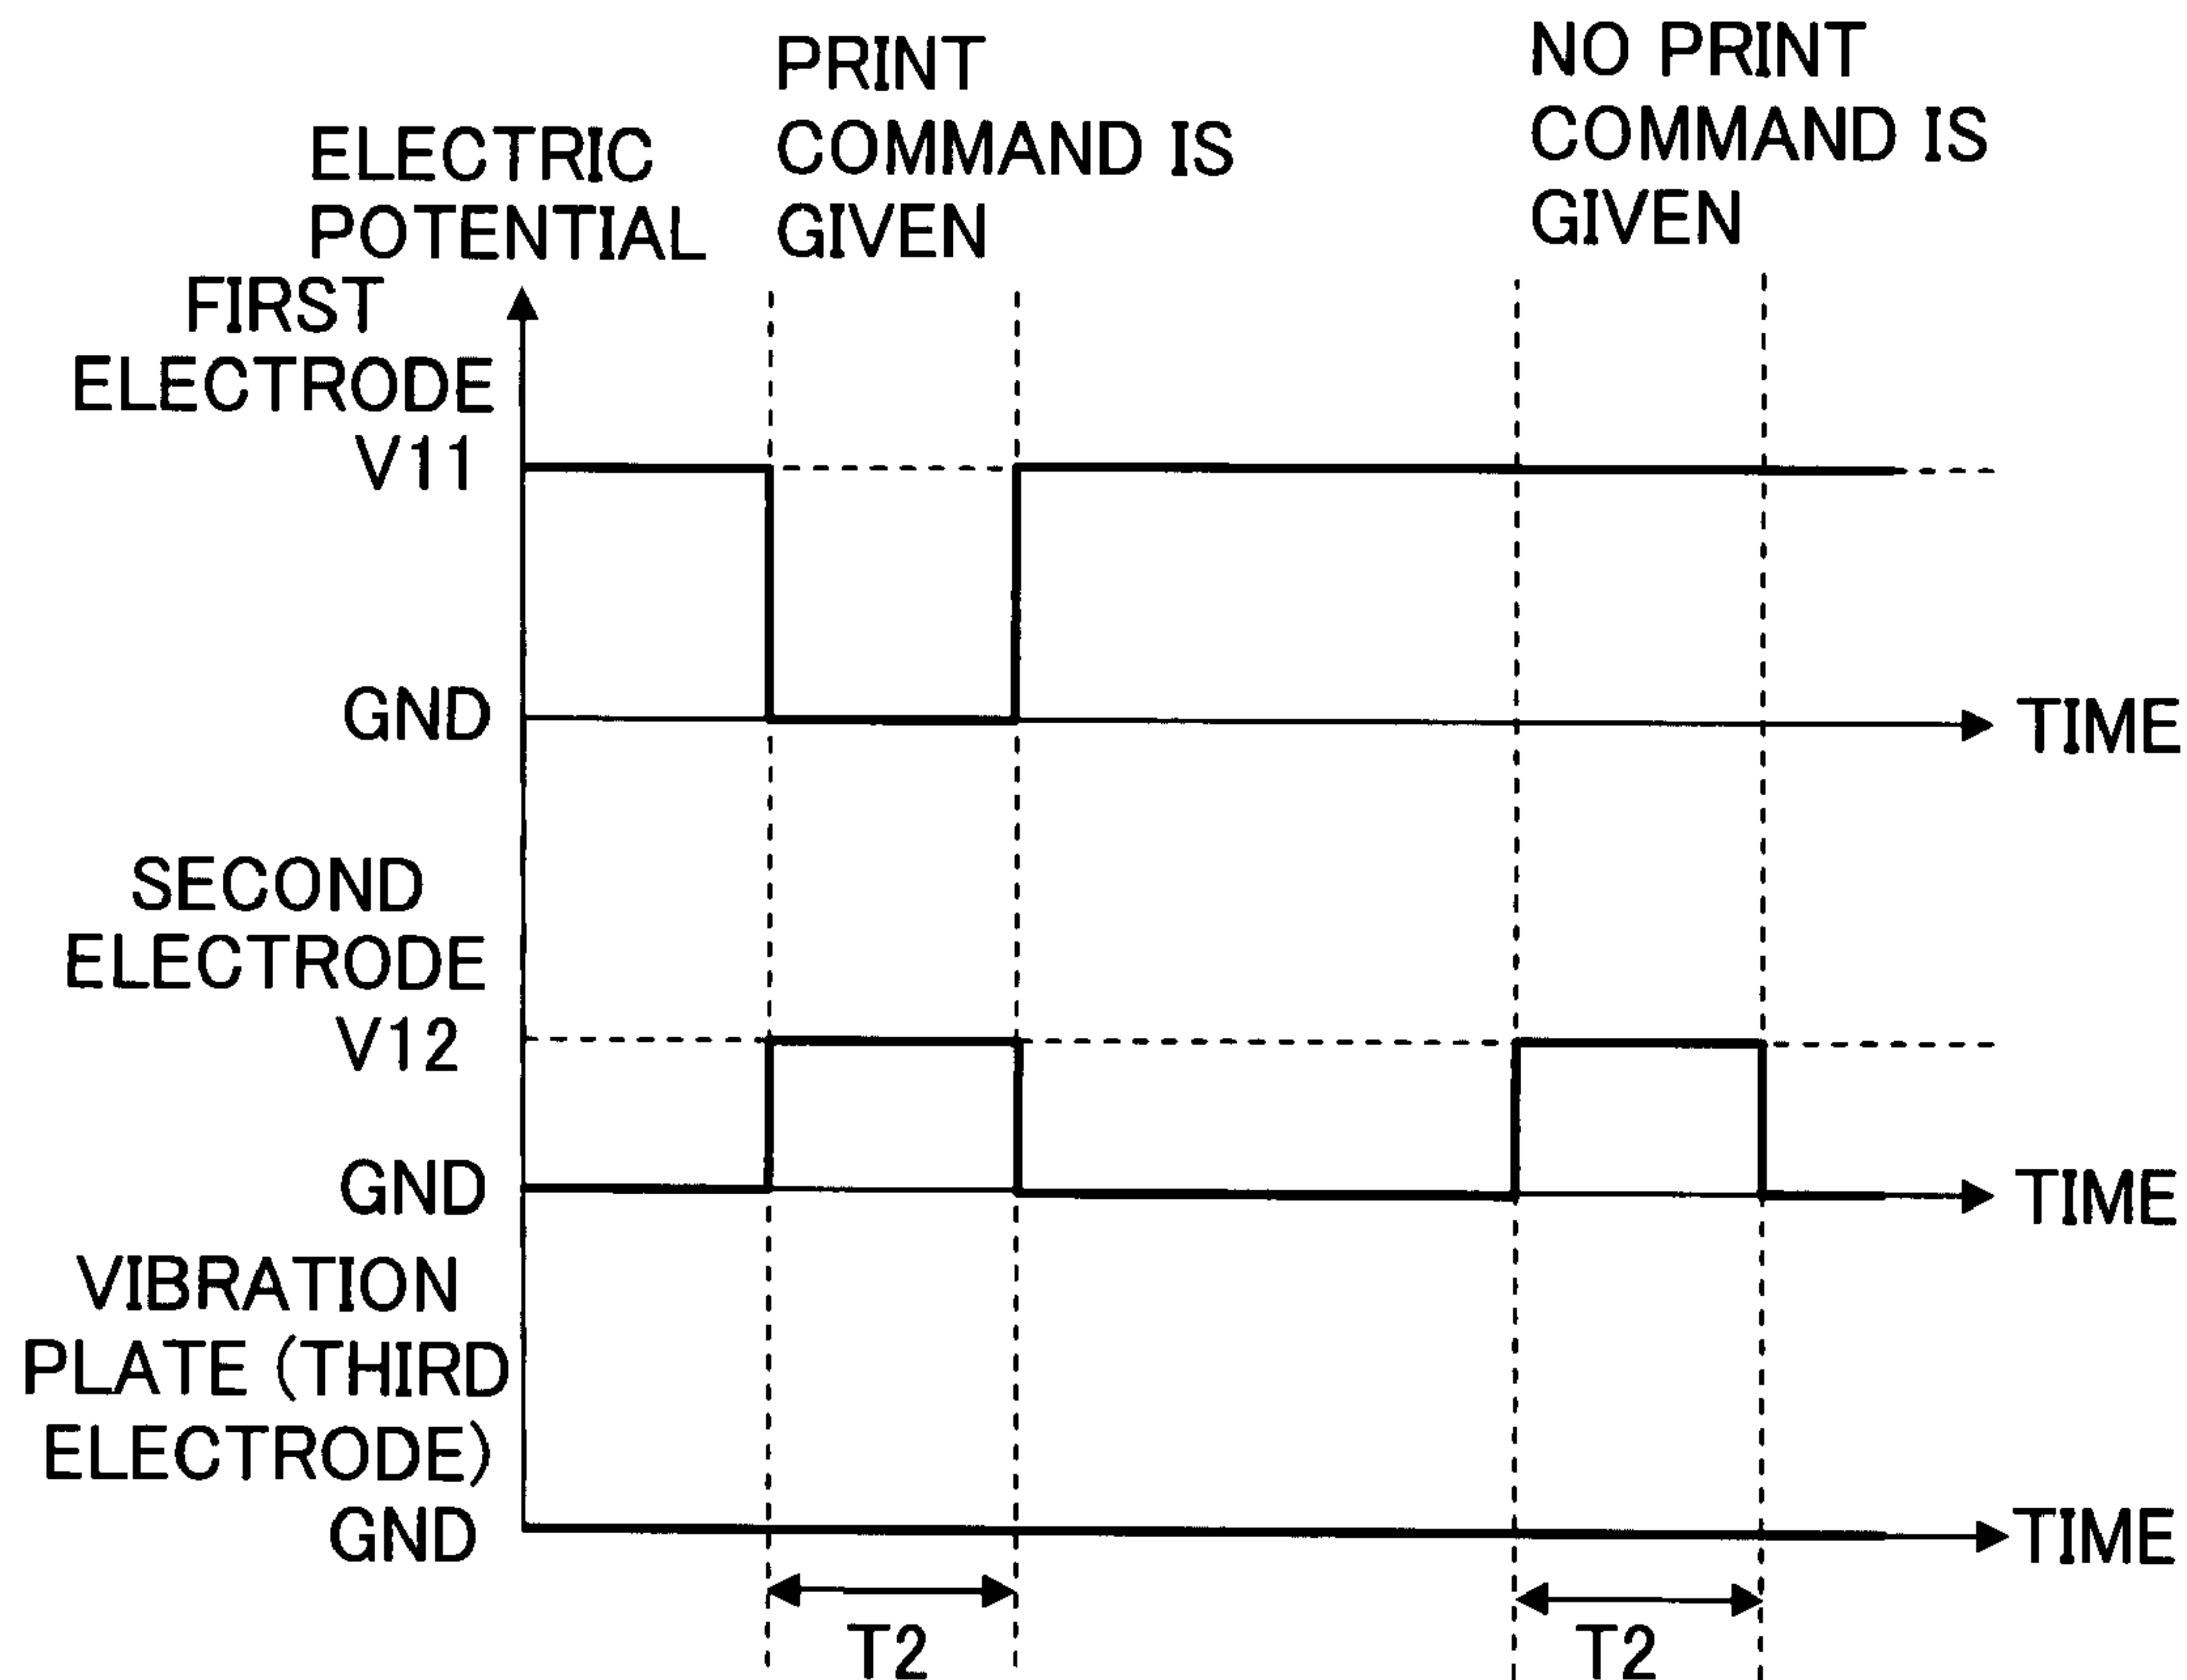 ELECTRIC
POTENTIAL
PRINT
COMMAND IS
GIVEN
NO PRINT
COMMAND IS
GIVEN
FIRST
ELECTRODE
V11
GND
TIME
SECOND
ELECTRODE
V12
GND
TIME
VIBRATION
PLATE (THIRD
ELECTRODE)
GND
TIME
T2
T2